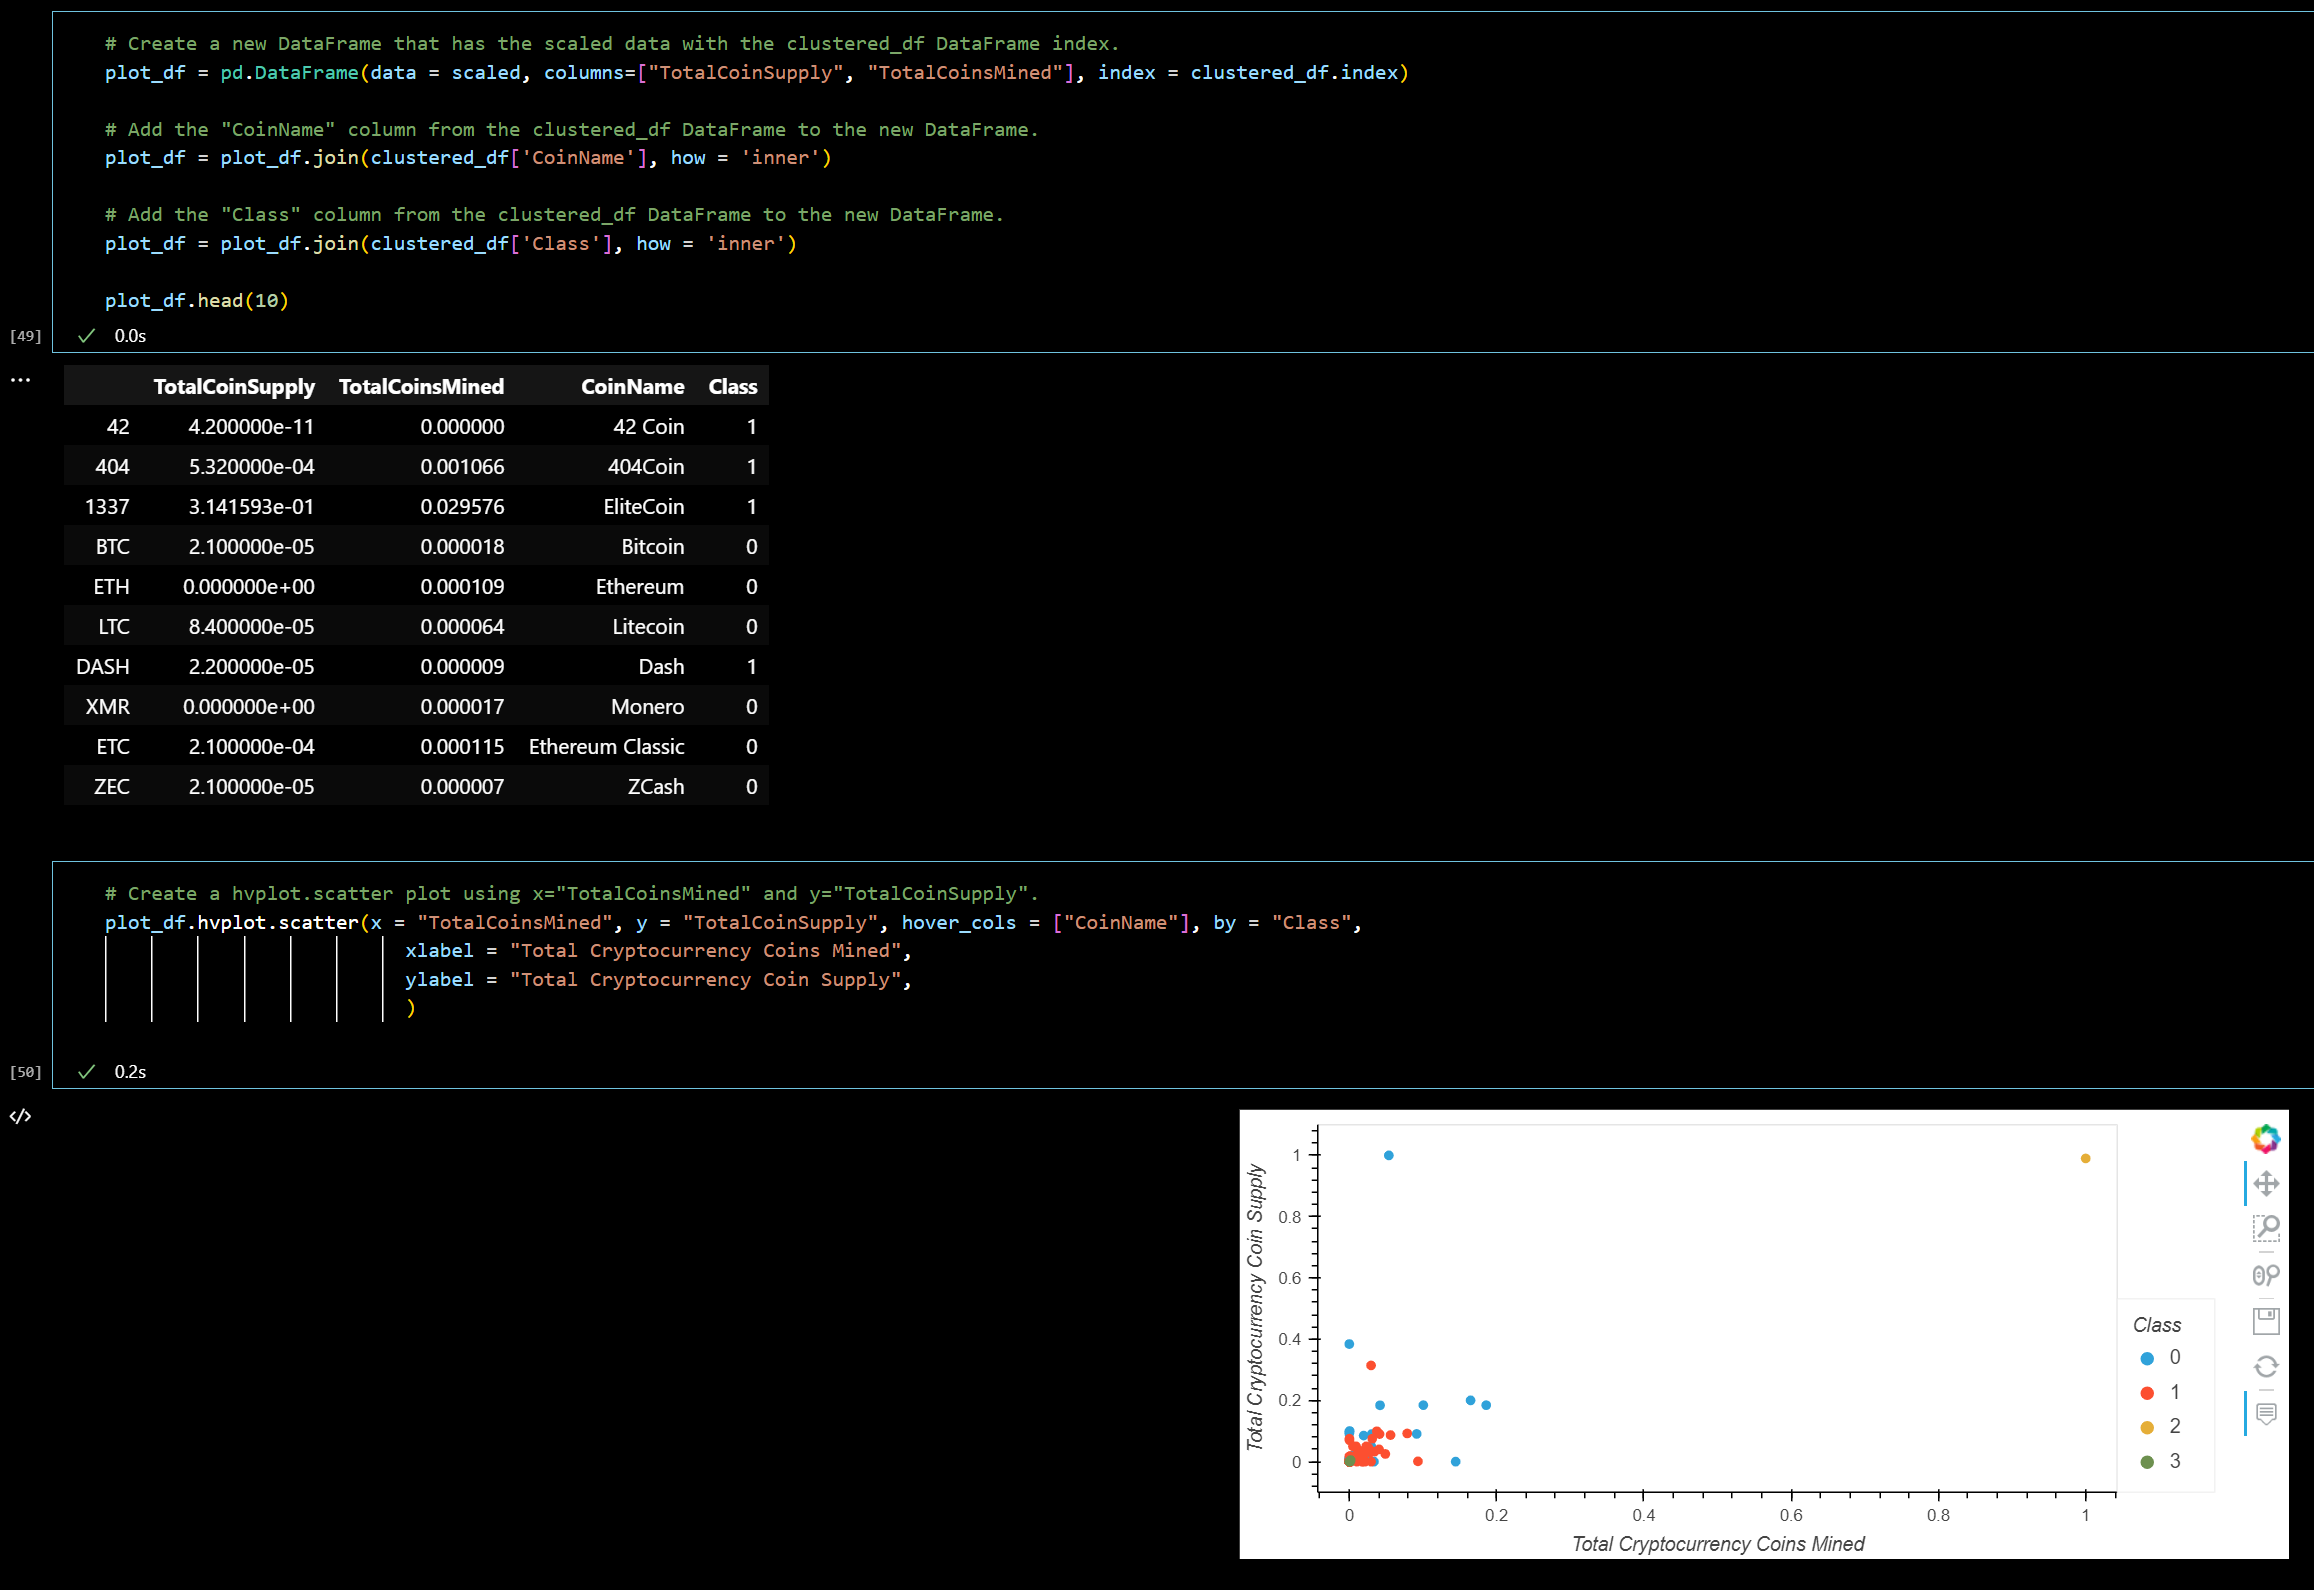 # Create a new DataFrame that has the scaled data with the clustered_df DataFrame index.
plot_df = pd.DataFrame(data = scaled, columns=["TotalCoinSupply", "TotalCoinsMined"], index = clustered_df.index)
# Add the "CoinName" column from the clustered_df DataFrame to the new DataFrame.
plot_df = plot_df.join(clustered_df['CoinName'], how = 'inner')
# Add the "Class" column from the clustered_df DataFrame to the new DataFrame.
plot_df = plot_df.join(clustered_df['Class'], how = 'inner')
plot_df.head(10)
[49] ✓ 0.0s
...
TotalCoinSupply TotalCoinsMined CoinName Class
42 4.200000e-11 0.000000 42 Coin 1
404 5.320000e-04 0.001066 404Coin 1
1337 3.141593e-01 0.029576 EliteCoin 1
BTC 2.100000e-05 0.000018 Bitcoin 0
ETH 0.000000e+00 0.000109 Ethereum 0
LTC 8.400000e-05 0.000064 Litecoin 0
DASH 2.200000e-05 0.000009 Dash 1
XMR 0.000000e+00 0.000017 Monero 0
ETC 2.100000e-04 0.000115 Ethereum Classic 0
ZEC 2.100000e-05 0.000007 ZCash 0
# Create a hvplot.scatter plot using x="TotalCoinsMined" and y="TotalCoinSupply".
plot_df.hvplot.scatter(x = "TotalCoinsMined", y = "TotalCoinSupply", hover_cols = ["CoinName"], by = "Class",
xlabel = "Total Cryptocurrency Coins Mined",
ylabel = "Total Cryptocurrency Coin Supply",
)
[50] ✓ 0.2s
</>
Total Cryptocurrency Coin Supply
1
0.8
0.6
0.4
0.2
0
0 0.2 0.4 0.6 0.8 1
Total Cryptocurrency Coins Mined
Class
0
1
2
3